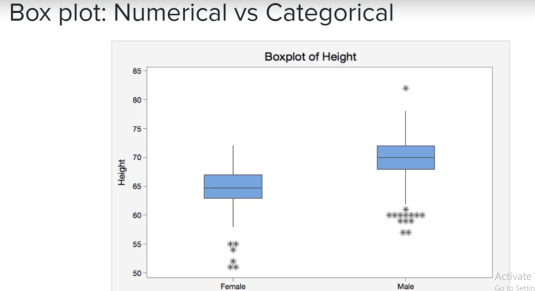 Box plot: Numerical vs Categorical
Boxplot of Height
85
80
75
70
65
60
55
50
Height
Female
Male
Activate
Go to Settin